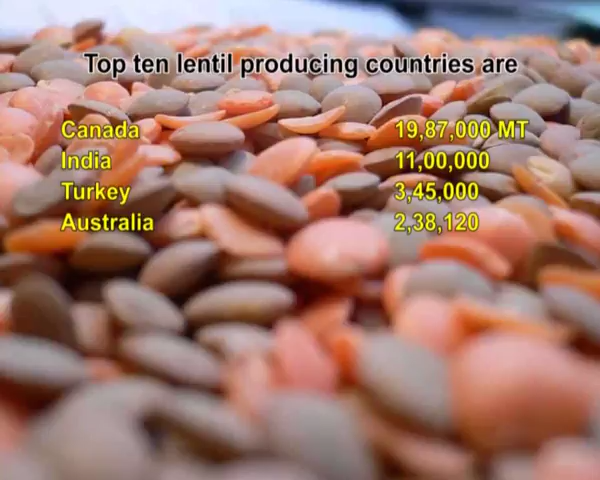 Top ten lentil producing countries are
Canada 19,87,000 MT
India 11,00,000
Turkey 3,45,000
Australia 2,38,120